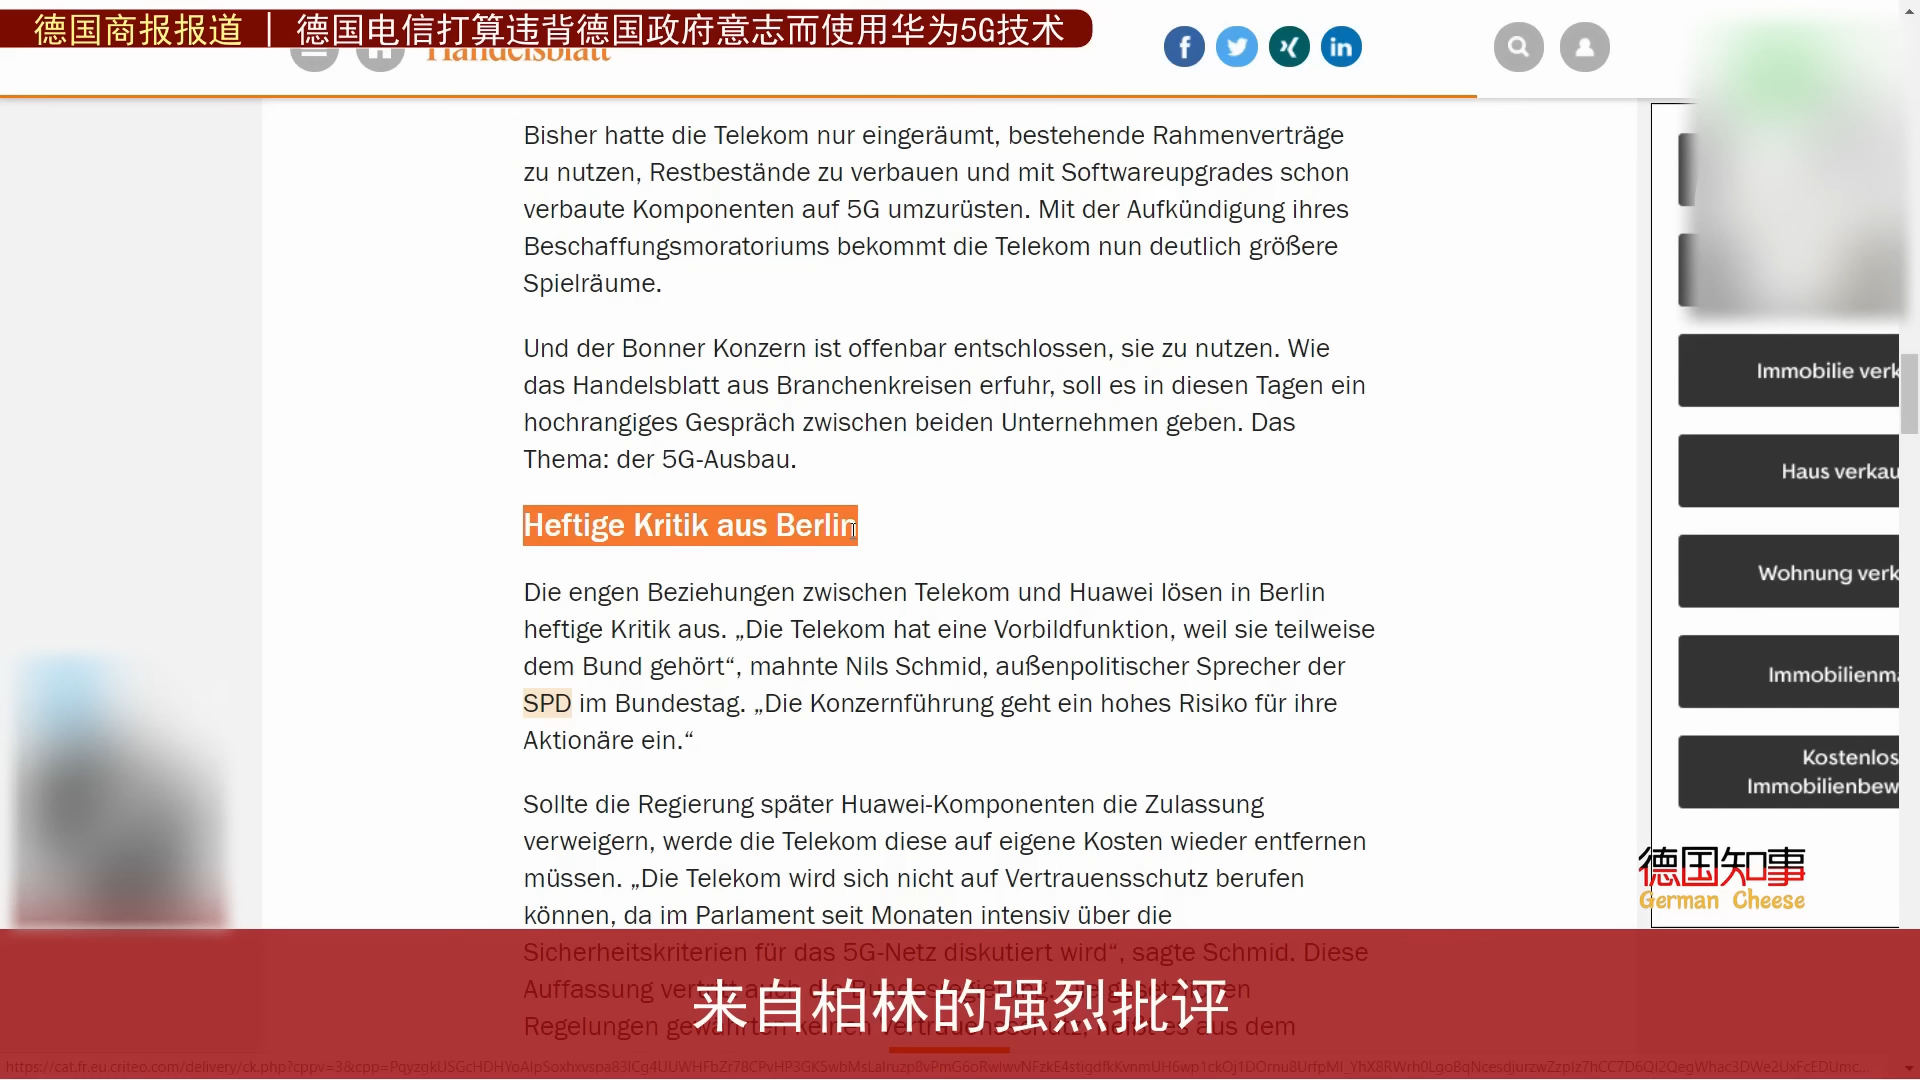 德国商报报道 | 德国电信打算违背德国政府意志而使用华为5G技术
Handelsblatt
Bisher hatte die Telekom nur eingeräumt, bestehende Rahmenverträge
zu nutzen, Restbestände zu verbauen und mit Softwareupgrades schon
verbaute Komponenten auf 5G umzurüsten. Mit der Aufkündigung ihres
Beschaffungsmoratoriums bekommt die Telekom nun deutlich größere
Spielräume.
Und der Bonner Konzern ist offenbar entschlossen, sie zu nutzen. Wie
das Handelsblatt aus Branchenkreisen erfuhr, soll es in diesen Tagen ein
hochrangiges Gespräch zwischen beiden Unternehmen geben. Das
Thema: der 5G-Ausbau.
Heftige Kritik aus Berlin
Die engen Beziehungen zwischen Telekom und Huawei lösen in Berlin
heftige Kritik aus. „Die Telekom hat eine Vorbildfunktion, weil sie teilweise
dem Bund gehört“, mahnte Nils Schmid, außenpolitischer Sprecher der
SPD im Bundestag. „Die Konzernführung geht ein hohes Risiko für ihre
Aktionäre ein.“
Sollte die Regierung später Huawei-Komponenten die Zulassung
verweigern, werde die Telekom diese auf eigene Kosten wieder entfernen
müssen. „Die Telekom wird sich nicht auf Vertrauensschutz berufen
können, da im Parlament seit Monaten intensiv über die
Sicherheitskriterien für das 5G-Netz diskutiert wird“, sagte Schmid. Diese
Auffassung
Regelungen
aus dem
来自柏林的强烈批评
Immobilie verk
Haus verkau
Wohnung verk
Immobilienma
Kostenlos
Immobilienbew
德国知事
German Cheese